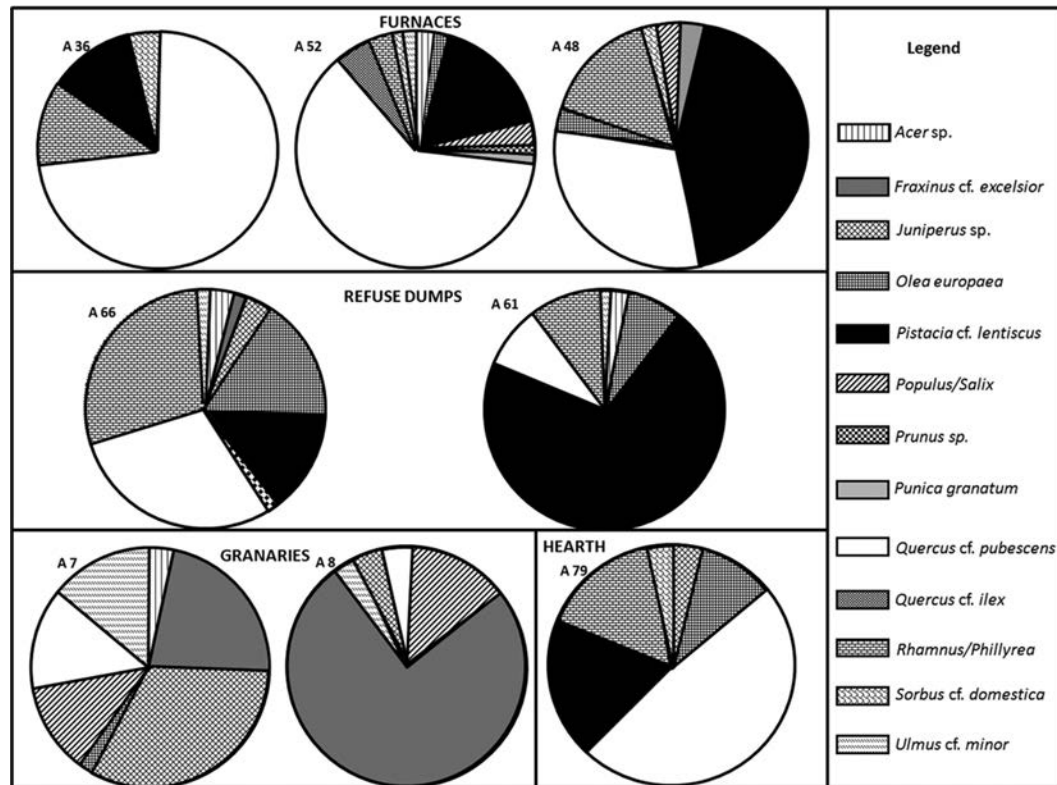 FURNACES
A 36
A 52
A 48
REFUSE DUMPS
A 66
A 61
GRANARIES
A 7
A 8
HEARTH
A 79
Legend
Acer sp.
Fraxinus cf. excelsior
Juniperus sp.
Olea europaea
Pistacia cf. lentiscus
Populus/Salix
Prunus sp.
Punica granatum
Quercus cf. pubescens
Quercus cf. ilex
Rhamnus/Phillyrea
Sorbus cf. domestica
Ulmus cf. minor